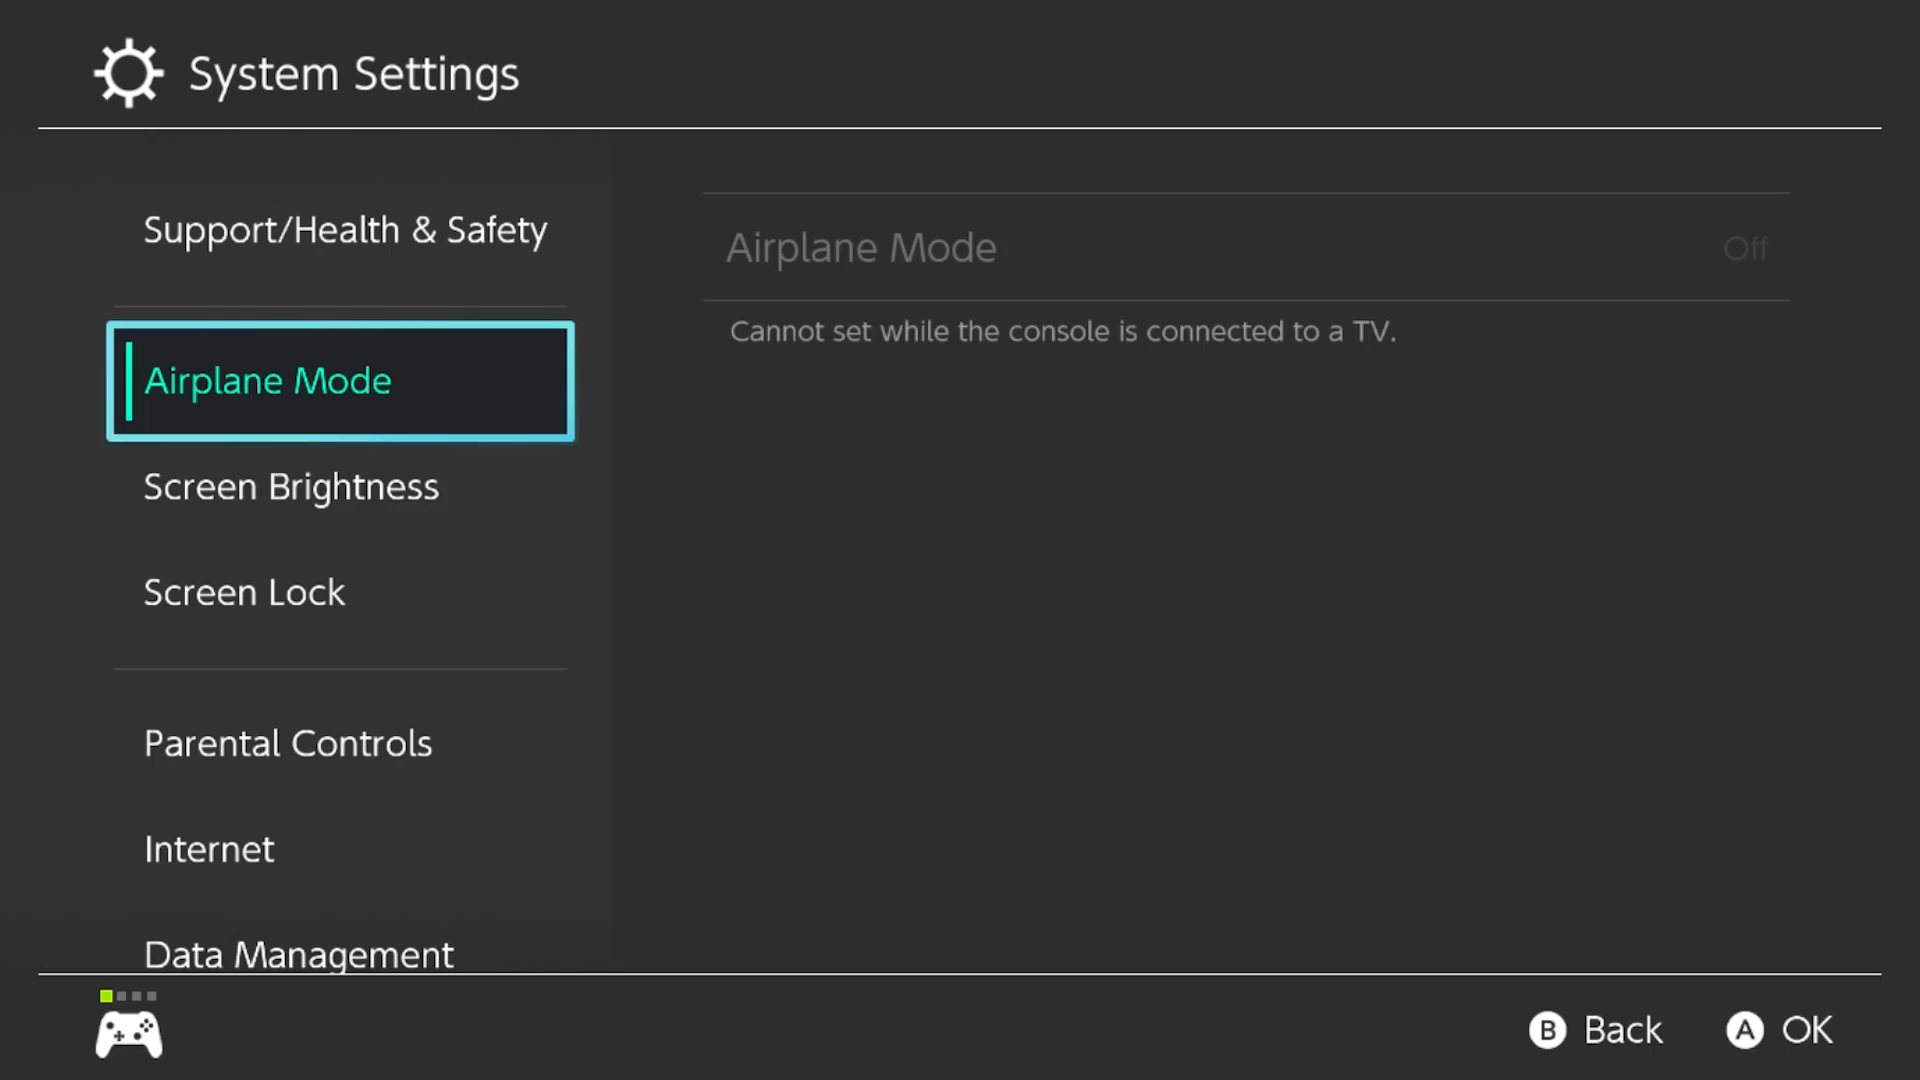 System Settings
Support/Health & Safety
Airplane Mode
Screen Brightness
Screen Lock
Parental Controls
Internet
Data Management
Airplane Mode Off
Cannot set while the console is connected to a TV.
B Back A OK